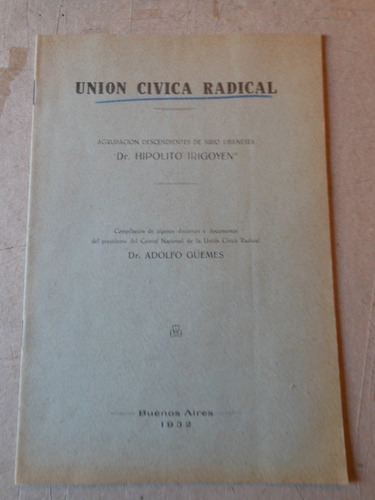 UNION CIVICA RADICAL
AGRUPACION DESCENDIENTES DE SIRIO LIBANESES
"Dr. HIPOLITO IRIGOYEN"
Compilación de algunos discursos y documentos
del presidente del Comité Nacional de la Unión Cívica Radical
Dr. ADOLFO GÜEMES
Buenos Aires
1932